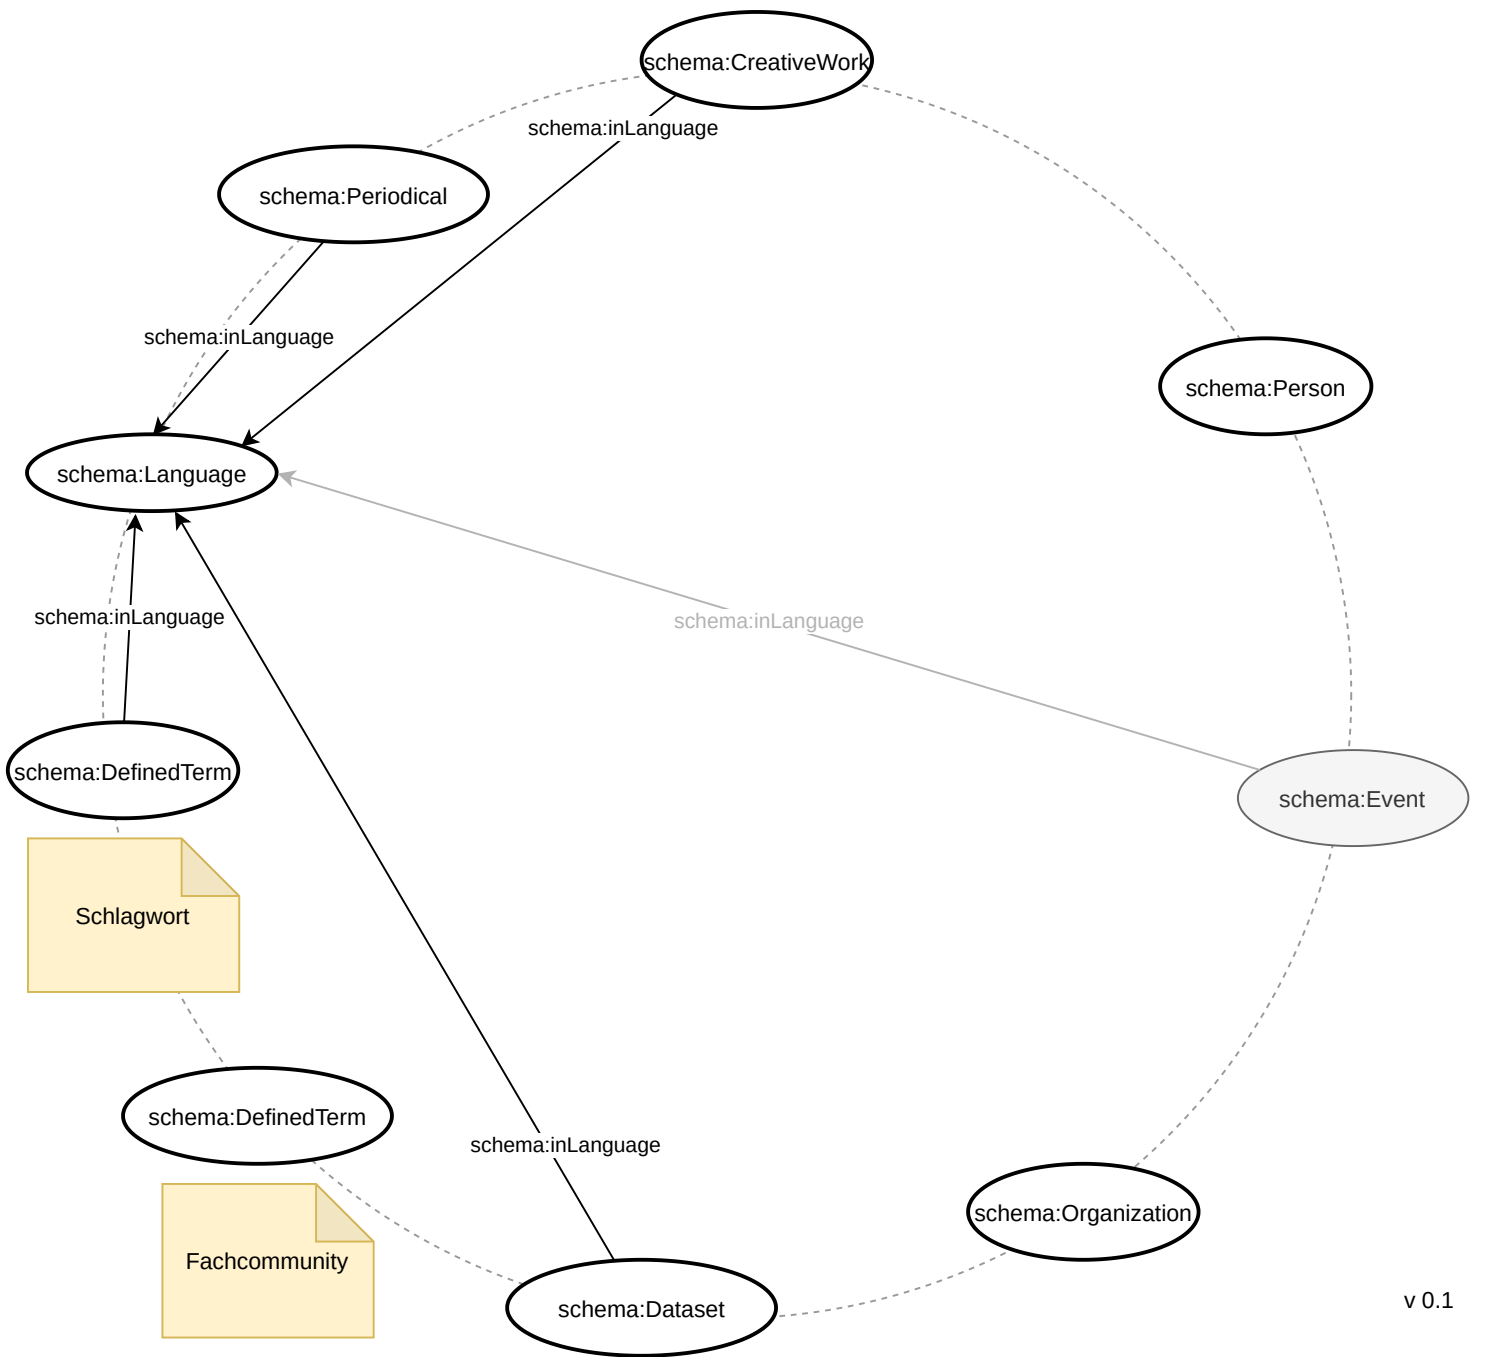 schema:CreativeWork
schema:inLanguage
schema:Periodical
schema:inLanguage
schema:Person
schema:Language
schema:inLanguage
schema:inLanguage
schema:DefinedTerm
schema:Event
Schlagwort
schema:DefinedTerm
schema:inLanguage
schema:Organization
Fachcommunity
schema:Dataset
v 0.1